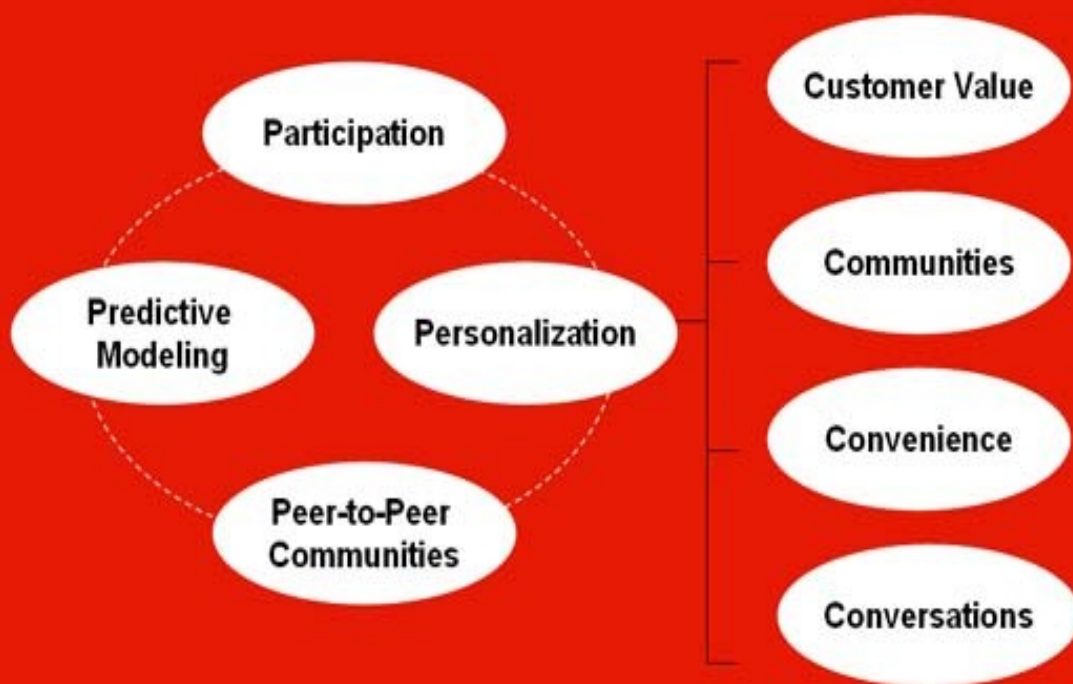 Participation
Predictive
Modeling
Personalization
Peer-to-Peer
Communities
Customer Value
Communities
Convenience
Conversations